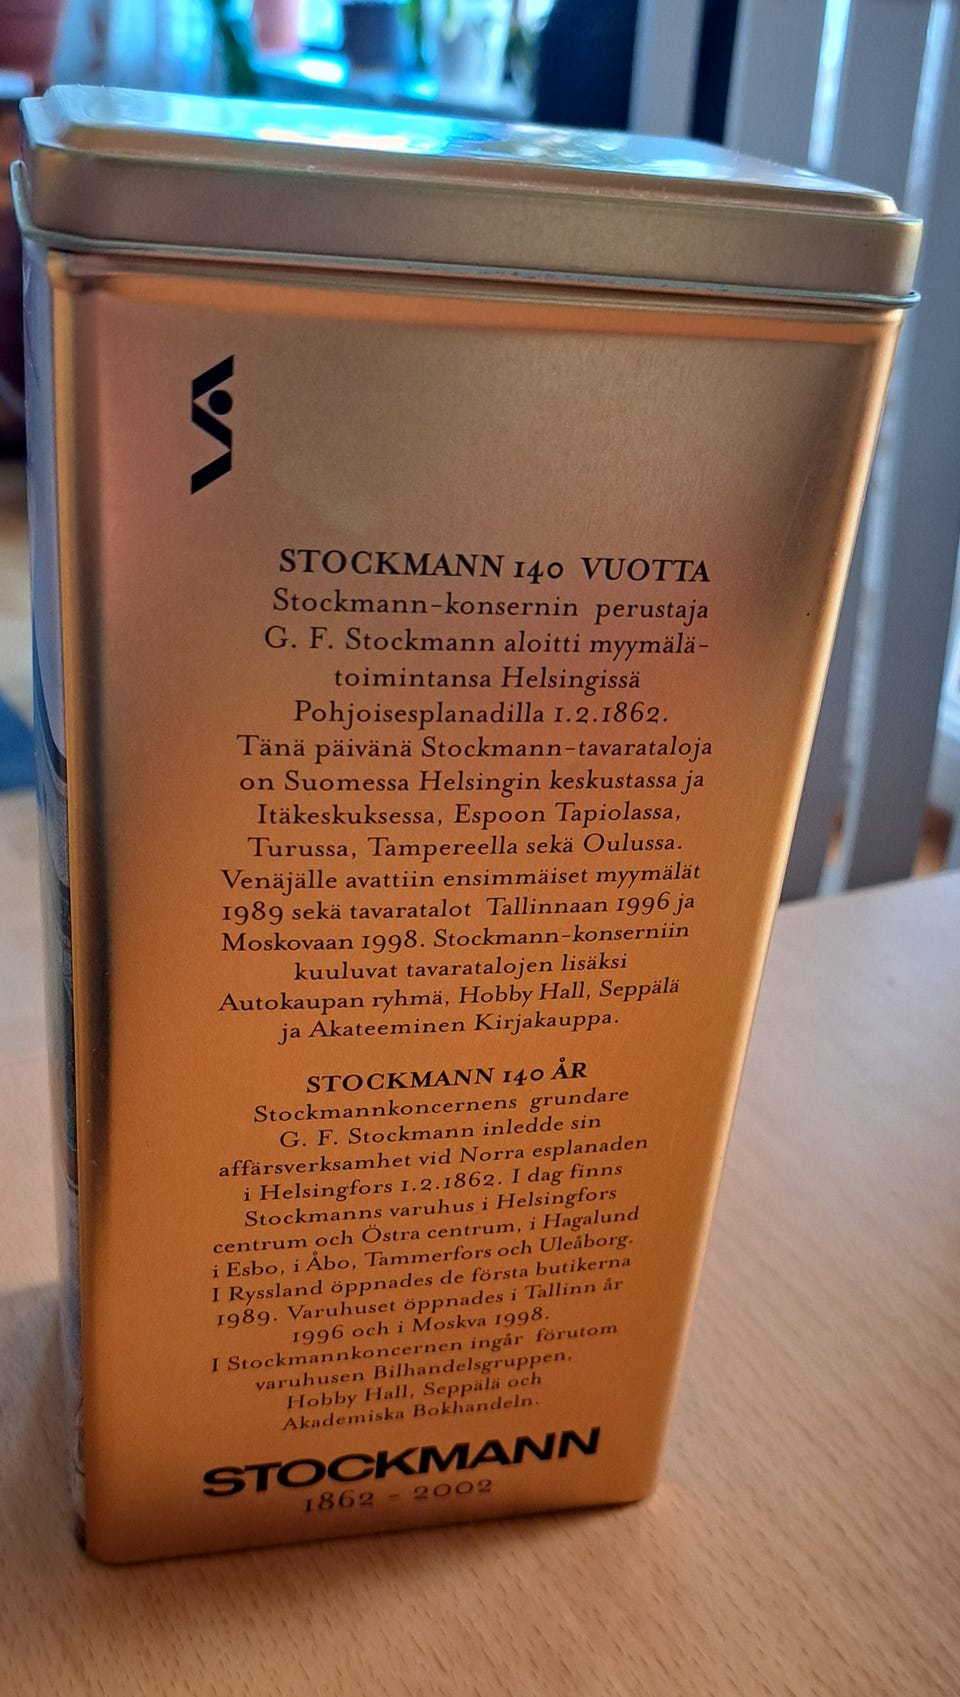 STOCKMANN 140 VUOTTA
Stockmann-konsernin perustaja
G. F. Stockmann aloitti myymälä-
toimintansa Helsingissä
Pohjoisesplanadilla 1.2.1862.
Tänä päivänä Stockmann-tavarataloja
on Suomessa Helsingin keskustassa ja
Itäkeskuksessa, Espoon Tapiolassa,
Turussa, Tampereella sekä Oulussa.
Venäjälle avattiin ensimmäiset myymälät
1989 sekä tavaratalot Tallinnaan 1996 ja
Moskovaan 1998. Stockmann-konserniin
kuuluvat tavaratalojen lisäksi
Autokaupan ryhmä, Hobby Hall, Seppälä
ja Akateeminen Kirjakauppa.
STOCKMANN 140 ÅR
Stockmannkoncernens grundare
G. F. Stockmann inledde sin
affärsverksamhet vid Norra esplanaden
i Helsingfors 1.2.1862. I dag finns
Stockmanns varuhus i Helsingfors
centrum och Östra centrum, i Hagalund
i Esbo, i Åbo, Tammerfors och Uleåborg.
I Ryssland öppnades de första butikerna
1989. Varuhuset öppnades i Tallinn år
1996 och i Moskva 1998.
I Stockmannkoncernen ingår förutom
varuhusen Bilhandelsgruppen,
Hobby Hall, Seppälä och
Akademiska Bokhandeln.
STOCKMANN
1862 - 2002